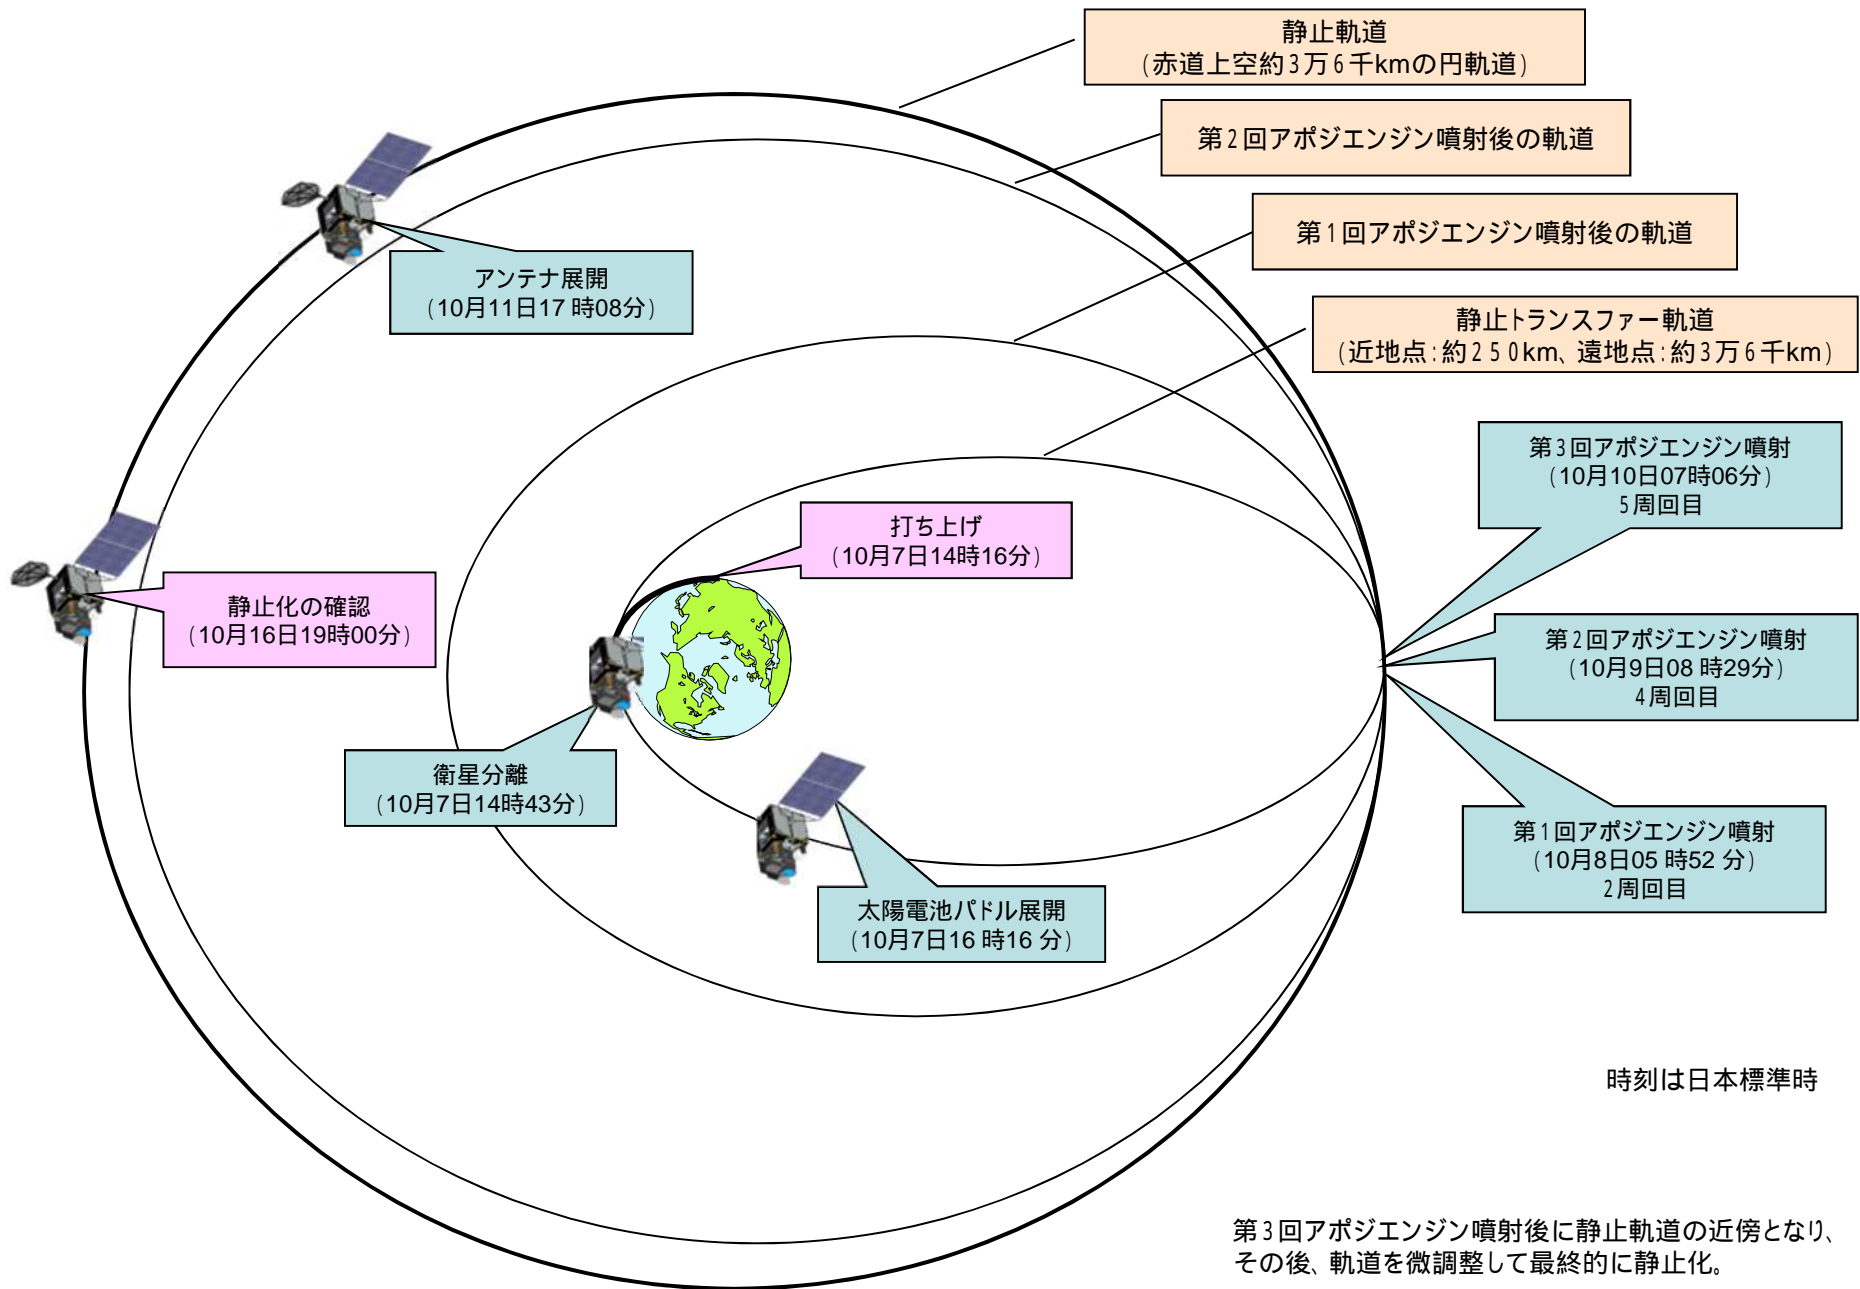 静止軌道
(赤道上空約3万6千kmの円軌道)
第2回アポジエンジン噴射後の軌道
第1回アポジエンジン噴射後の軌道
静止トランスファー軌道
(近地点:約250km、遠地点:約3万6千km)
アンテナ展開
(10月11日17時08分)
第3回アポジエンジン噴射
(10月10日07時06分)
5周回目
打ち上げ
(10月7日14時16分)
静止化の確認
(10月16日19時00分)
第2回アポジエンジン噴射
(10月9日08時29分)
4周回目
衛星分離
(10月7日14時43分)
第1回アポジエンジン噴射
(10月8日05時52分)
2周回目
太陽電池パドル展開
(10月7日16時16分)
時刻は日本標準時
第3回アポジエンジン噴射後に静止軌道の近傍となり、
その後、軌道を微調整して最終的に静止化。